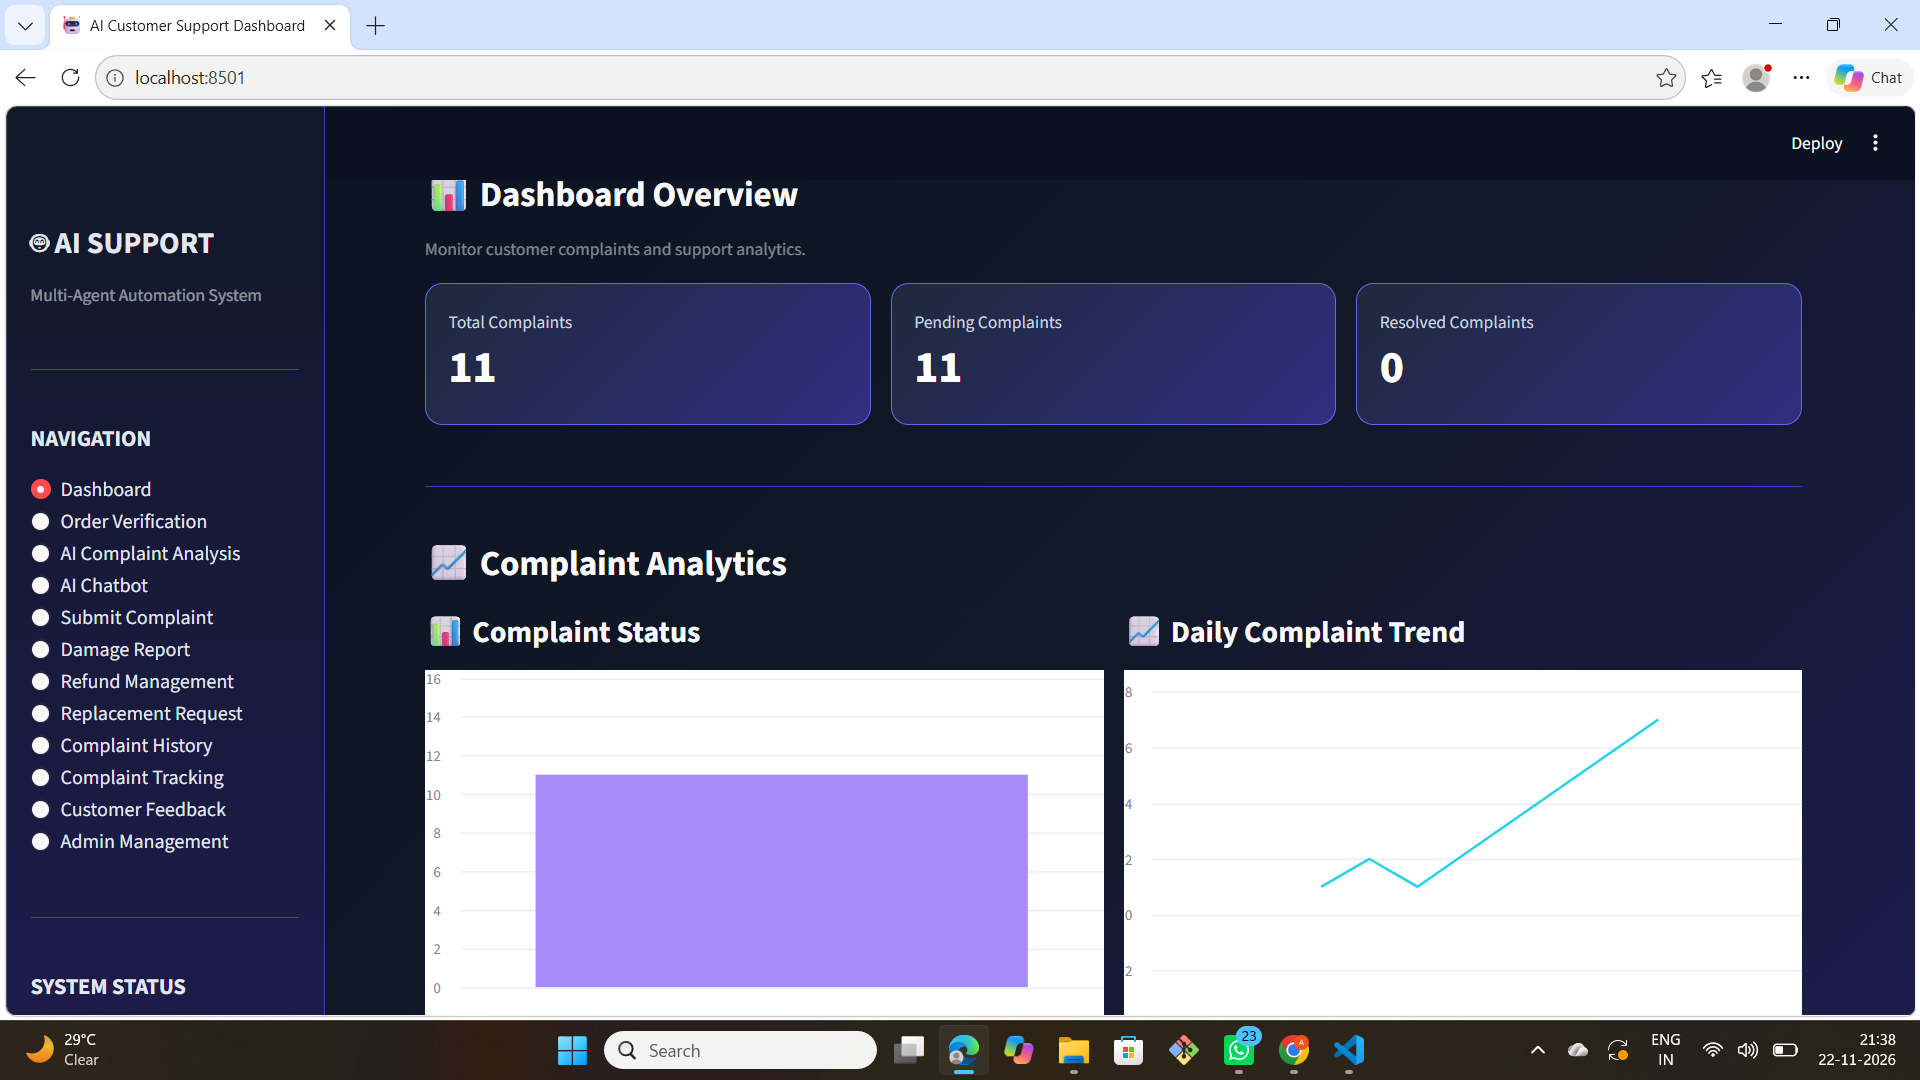 AI Customer Support Dashboard
localhost:8501
Chat
Deploy
AI SUPPORT
Multi-Agent Automation System
NAVIGATION
Dashboard
Order Verification
AI Complaint Analysis
AI Chatbot
Submit Complaint
Damage Report
Refund Management
Replacement Request
Complaint History
Complaint Tracking
Customer Feedback
Admin Management
SYSTEM STATUS
Dashboard Overview
Monitor customer complaints and support analytics.
Total Complaints
11
Pending Complaints
11
Resolved Complaints
0
Complaint Analytics
Complaint Status
16
14
12
10
8
6
4
2
0
Daily Complaint Trend
8
6
4
2
0
2
29°C
Clear
Search
23
A
ENG
IN
21:38
22-11-2026